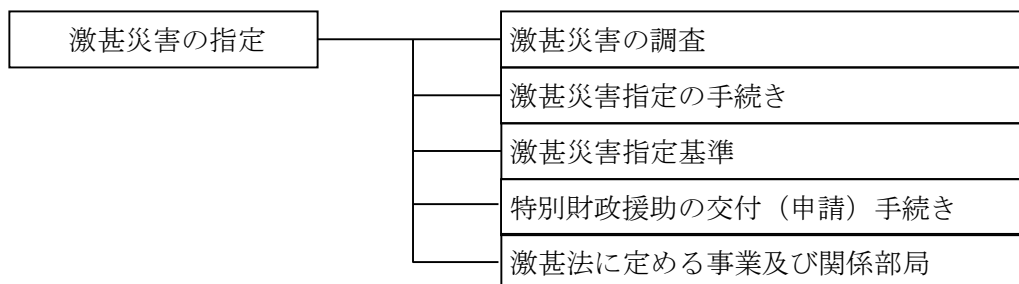 激甚災害の指定
激甚災害の調査
激甚災害指定の手続き
激甚災害指定基準
特別財政援助の交付（申請）手続き
激甚法に定める事業及び関係部局